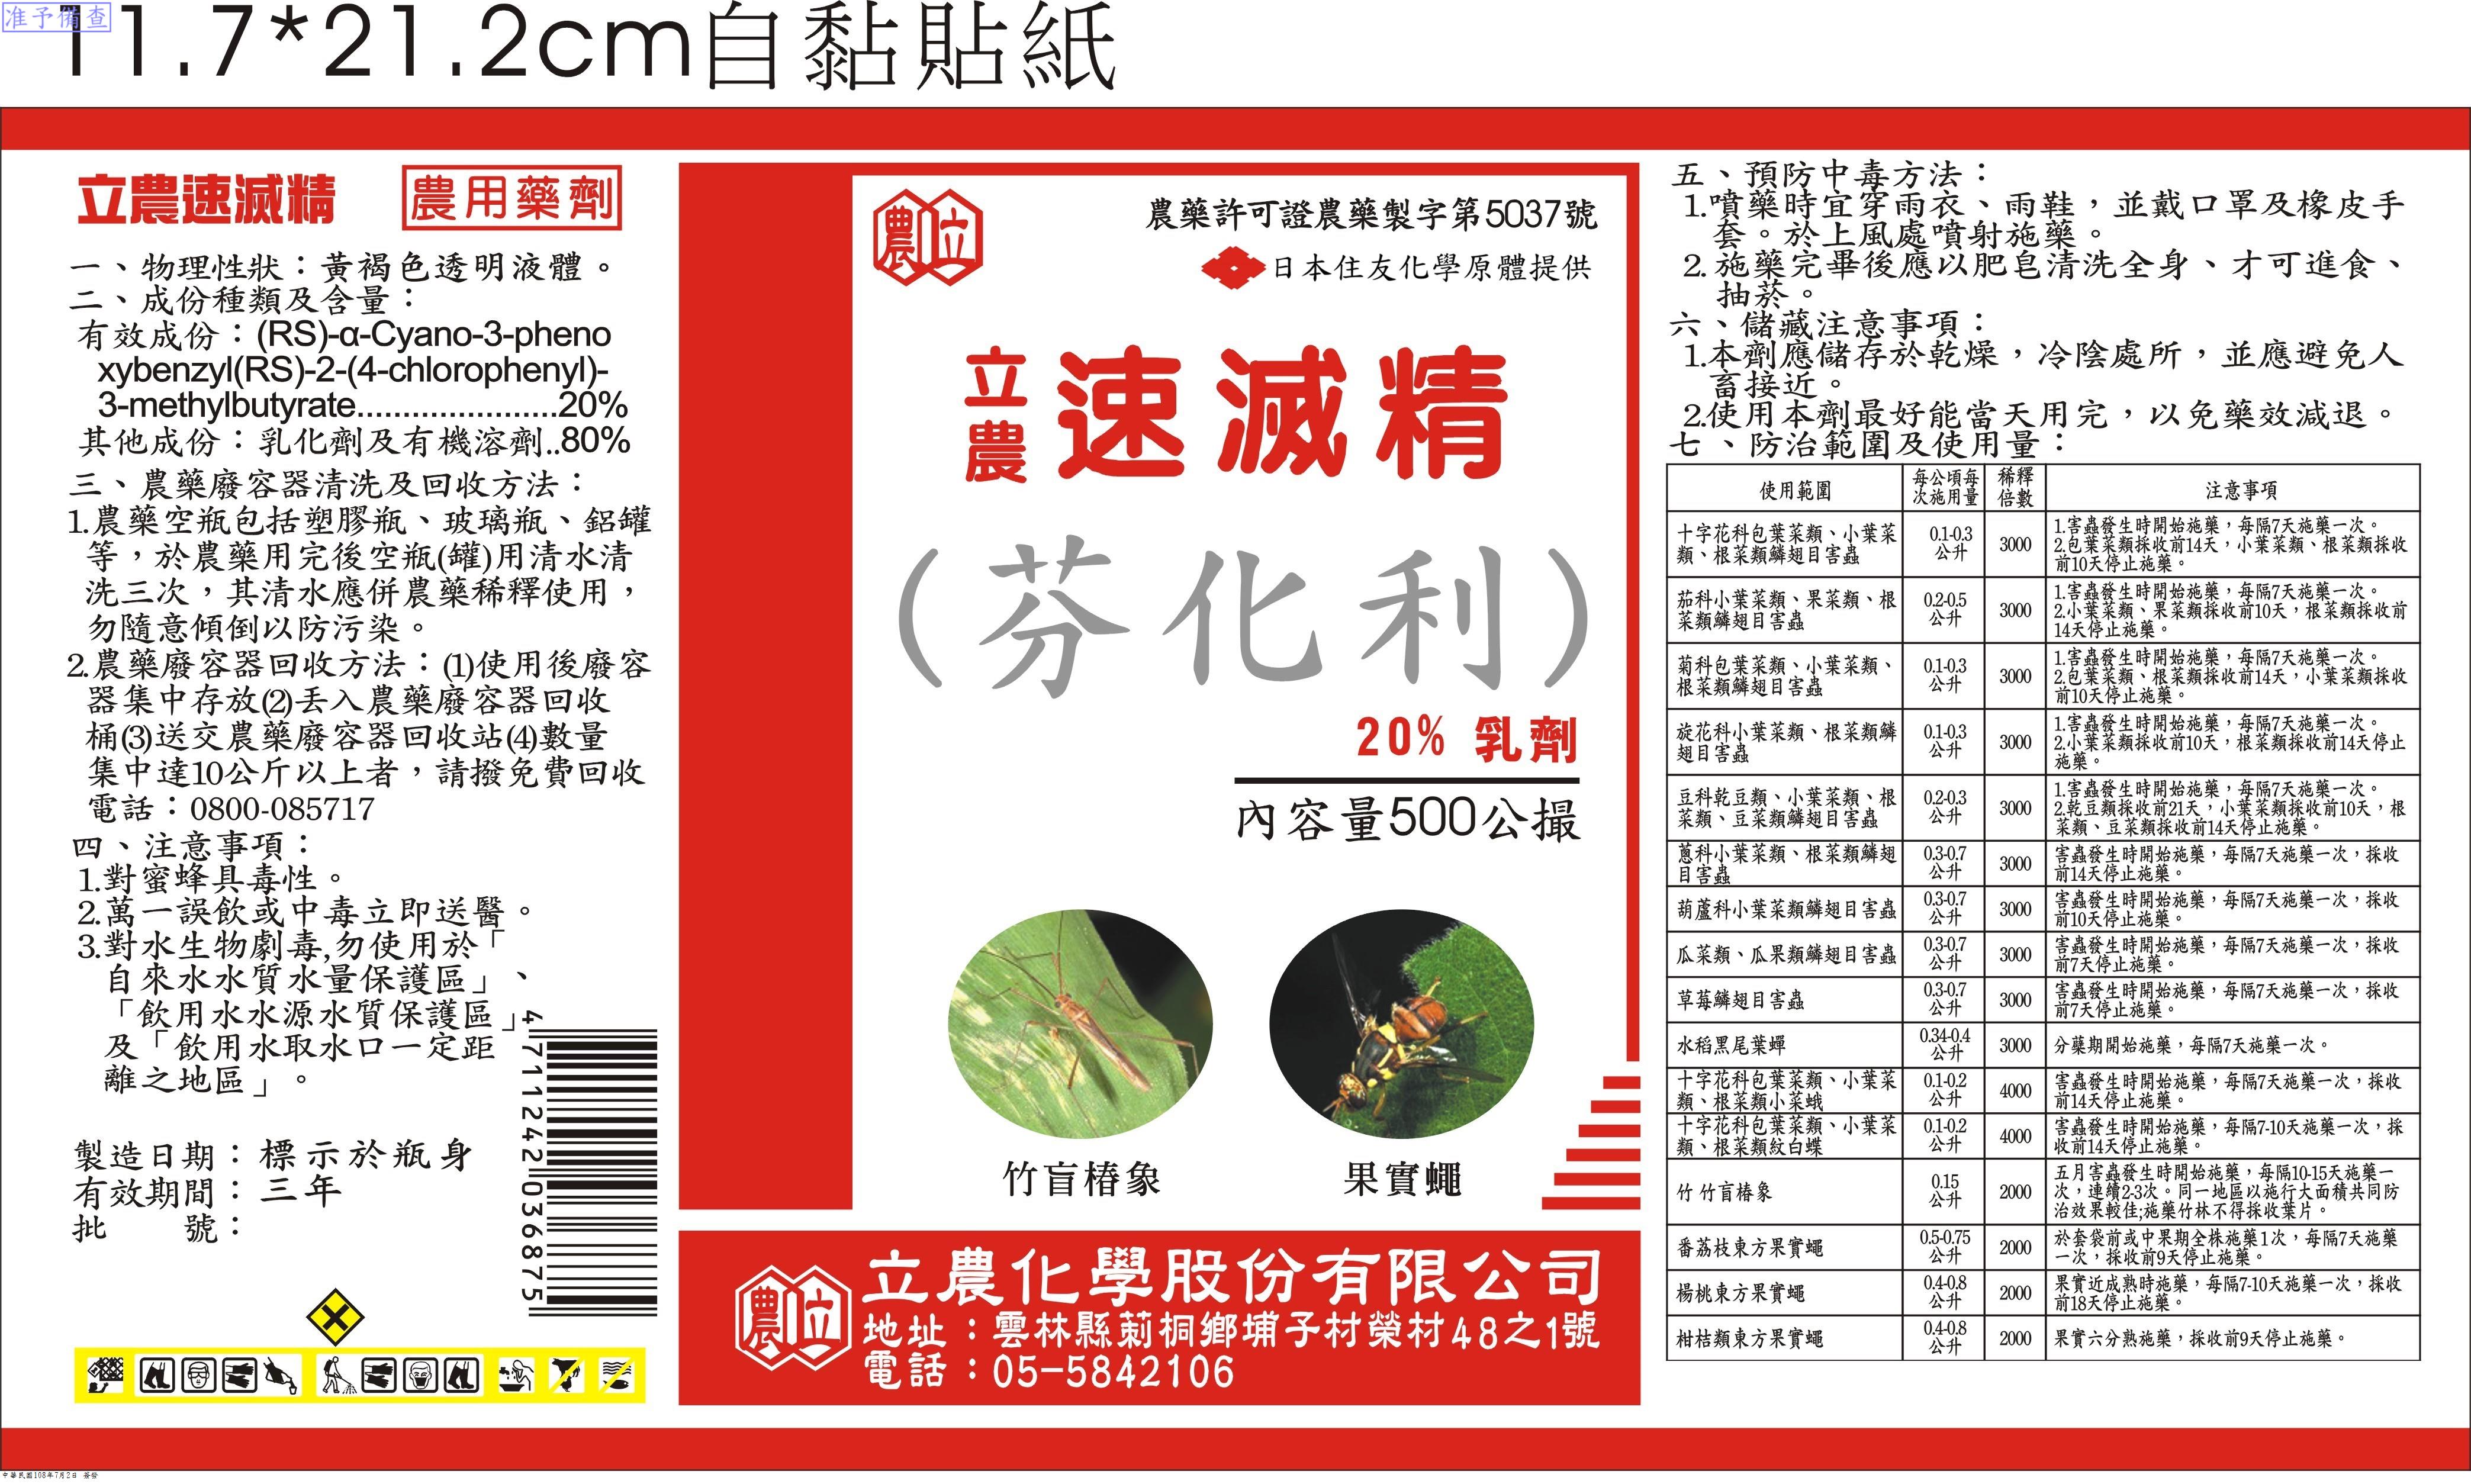 准予備查
11.7*21.2cm自黏貼紙
立農速滅精
農用藥劑
一、物理性狀：黃褐色透明液體。
二、成份種類及含量：
有效成份：(RS)-α-Cyano-3-pheno
xybenzyl(RS)-2-(4-chlorophenyl)-
3-methylbutyrate......................20%
其他成份：乳化劑及有機溶劑..80%
三、農藥廢容器清洗及回收方法：
1.農藥空瓶包括塑膠瓶、玻璃瓶、鋁罐
等，於農藥用完後空瓶(罐)用清水清
洗三次，其清水應併農藥稀釋使用，
勿隨意傾倒以防污染。
2.農藥廢容器回收方法：(1)使用後廢容
器集中存放(2)丟入農藥廢容器回收
桶(3)送交農藥廢容器回收站(4)數量
集中達10公斤以上者，請撥免費回收
電話：0800-085717
四、注意事項：
1.對蜜蜂具毒性。
2.萬一誤飲或中毒立即送醫。
3.對水生物劇毒,勿使用於「
自來水水質水量保護區」、
「飲用水水源水質保護區」
及「飲用水取水口一定距
離之地區」。
製造日期：標示於瓶身
有效期間：三年
批　　號：
4 711242 036875
農立
農藥許可證農藥製字第5037號
日本住友化學原體提供
立農 速滅精
(芬化利)
20% 乳劑
內容量500公撮
竹盲椿象
果實蠅
農立
立農化學股份有限公司
地址：雲林縣莿桐鄉埔子村榮村48之1號
電話：05-5842106
五、預防中毒方法：
1.噴藥時宜穿雨衣、雨鞋，並戴口罩及橡皮手
套。於上風處噴射施藥。
2.施藥完畢後應以肥皂清洗全身、才可進食、
抽菸。
六、儲藏注意事項：
1.本劑應儲存於乾燥，冷陰處所，並應避免人
畜接近。
2.使用本劑最好能當天用完，以免藥效減退。
七、防治範圍及使用量：
使用範圍
每公頃每
次施用量
稀釋
倍數
注意事項
十字花科包葉菜類、小葉菜
類、根菜類鱗翅目害蟲
0.1-0.3
公升
3000
1.害蟲發生時開始施藥，每隔7天施藥一次。
2.包葉菜類採收前14天，小葉菜類、根菜類採收
前10天停止施藥。
茄科小葉菜類、果菜類、根
菜類鱗翅目害蟲
0.2-0.5
公升
3000
1.害蟲發生時開始施藥，每隔7天施藥一次。
2.小葉菜類、果菜類採收前10天，根菜類採收前
14天停止施藥。
菊科包葉菜類、小葉菜類、
根菜類鱗翅目害蟲
0.1-0.3
公升
3000
1.害蟲發生時開始施藥，每隔7天施藥一次。
2.包葉菜類、根菜類採收前14天，小葉菜類採收
前10天停止施藥。
旋花科小葉菜類、根菜類鱗
翅目害蟲
0.1-0.3
公升
3000
1.害蟲發生時開始施藥，每隔7天施藥一次。
2.小葉菜類採收前10天，根菜類採收前14天停止
施藥。
豆科乾豆類、小葉菜類、根
菜類、豆菜類鱗翅目害蟲
0.2-0.3
公升
3000
1.害蟲發生時開始施藥，每隔7天施藥一次。
2.乾豆類採收前21天，小葉菜類採收前10天，根
菜類、豆菜類採收前14天停止施藥。
蔥科小葉菜類、根菜類鱗翅
目害蟲
0.3-0.7
公升
3000
害蟲發生時開始施藥，每隔7天施藥一次，採收
前14天停止施藥。
葫蘆科小葉菜類鱗翅目害蟲
0.3-0.7
公升
3000
害蟲發生時開始施藥，每隔7天施藥一次，採收
前10天停止施藥。
瓜菜類、瓜果類鱗翅目害蟲
0.3-0.7
公升
3000
害蟲發生時開始施藥，每隔7天施藥一次，採收
前7天停止施藥。
草莓鱗翅目害蟲
0.3-0.7
公升
3000
害蟲發生時開始施藥，每隔7天施藥一次，採收
前7天停止施藥。
水稻黑尾葉蟬
0.34-0.4
公升
3000
分蘗期開始施藥，每隔7天施藥一次。
十字花科包葉菜類、小葉菜
類、根菜類小菜蛾
0.1-0.2
公升
4000
害蟲發生時開始施藥，每隔7天施藥一次，採收
前14天停止施藥。
十字花科包葉菜類、小葉菜
類、根菜類紋白蝶
0.1-0.2
公升
4000
害蟲發生時開始施藥，每隔7-10天施藥一次，採
收前14天停止施藥。
竹 竹盲椿象
0.15
公升
2000
五月害蟲發生時開始施藥，每隔10-15天施藥一
次，連續2-3次。同一地區以施行大面積共同防
治效果較佳;施藥竹林不得採收葉片。
番荔枝東方果實蠅
0.5-0.75
公升
2000
於套袋前或中果期全株施藥1次，每隔7天施藥
一次，採收前9天停止施藥。
楊桃東方果實蠅
0.4-0.8
公升
2000
果實近成熟時施藥，每隔7-10天施藥一次，採收
前18天停止施藥。
柑桔類東方果實蠅
0.4-0.8
公升
2000
果實六分熟施藥，採收前9天停止施藥。
中華民國108年7月2日 簽發